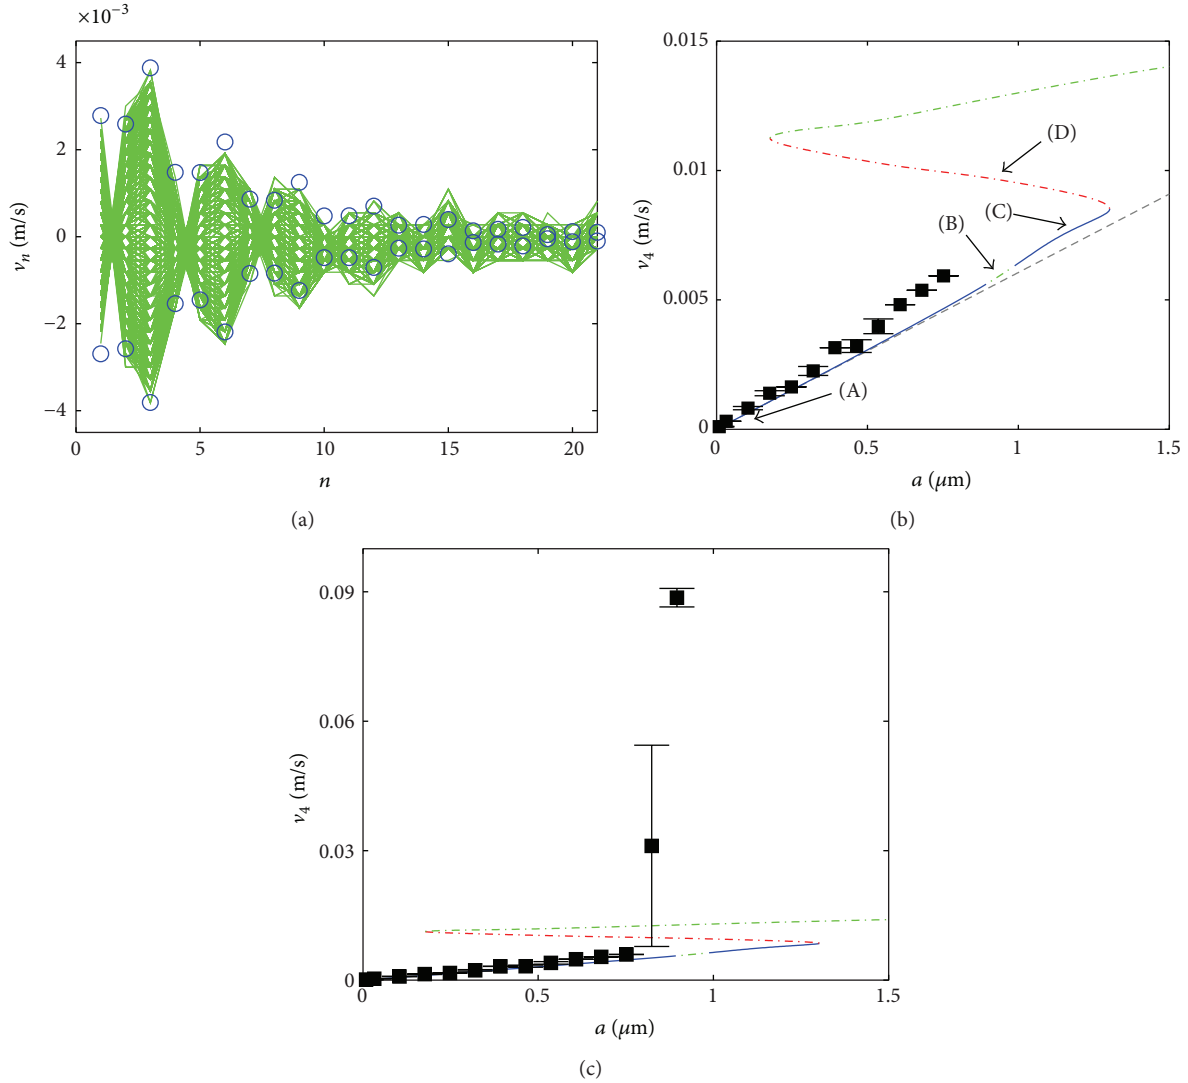 ×10⁻³
4
2
0
−2
−4
vₙ (m/s)
0 5 10 15 20
n
(a)
0.015
0.01
0.005
0
v₄ (m/s)
(D)
(C)
(B)
(A)
0 0.5 1 1.5
a (μm)
(b)
0.09
0.06
0.03
0
v₄ (m/s)
0 0.5 1 1.5
a (μm)
(c)